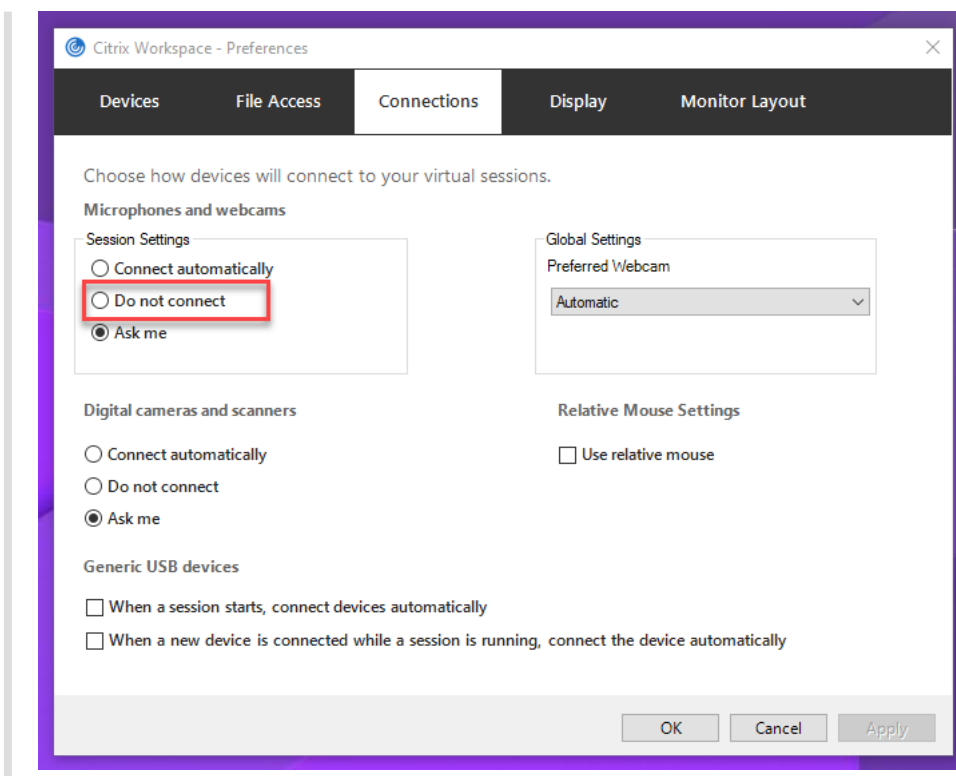 Citrix Workspace - Preferences
Devices File Access Connections Display Monitor Layout
Choose how devices will connect to your virtual sessions.
Microphones and webcams
Session Settings
Connect automatically
Do not connect
Ask me
Global Settings
Preferred Webcam
Automatic
Digital cameras and scanners
Connect automatically
Do not connect
Ask me
Relative Mouse Settings
Use relative mouse
Generic USB devices
When a session starts, connect devices automatically
When a new device is connected while a session is running, connect the device automatically
OK Cancel Apply